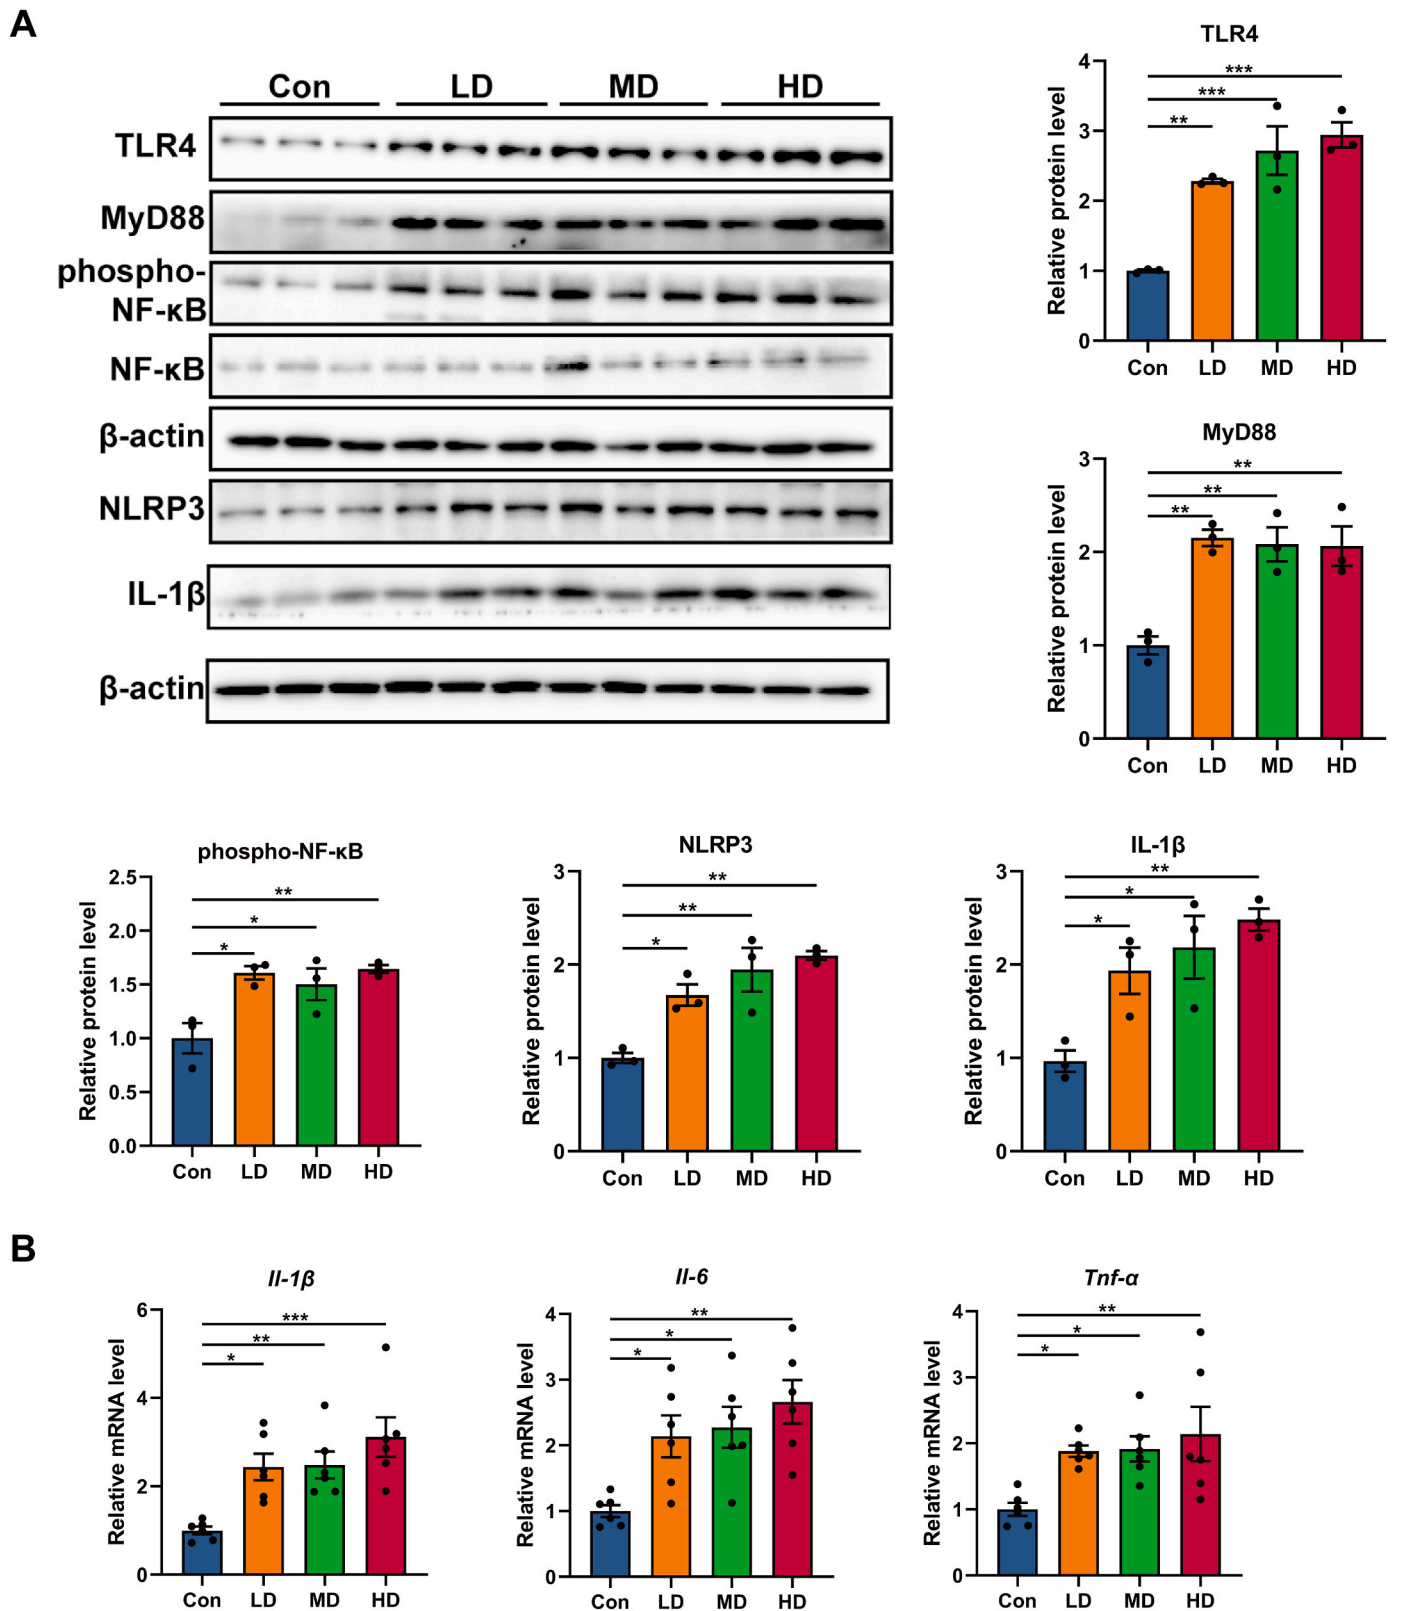 A
Con LD MD HD
TLR4
MyD88
phospho-
NF-κB
NF-κB
β-actin
NLRP3
IL-1β
β-actin
TLR4
Relative protein level
4
3
2
1
0
***
***
**
Con LD MD HD
MyD88
Relative protein level
3
2
1
0
**
**
**
Con LD MD HD
phospho-NF-κB
Relative protein level
2.5
2.0
1.5
1.0
0.5
0.0
**
*
*
Con LD MD HD
NLRP3
Relative protein level
3
2
1
0
**
**
*
Con LD MD HD
IL-1β
Relative protein level
3
2
1
0
**
*
*
Con LD MD HD
B
Il-1β
Relative mRNA level
6
4
2
0
***
**
*
Con LD MD HD
Il-6
Relative mRNA level
4
3
2
1
0
**
*
*
Con LD MD HD
Tnf-α
Relative mRNA level
4
3
2
1
0
**
*
*
Con LD MD HD